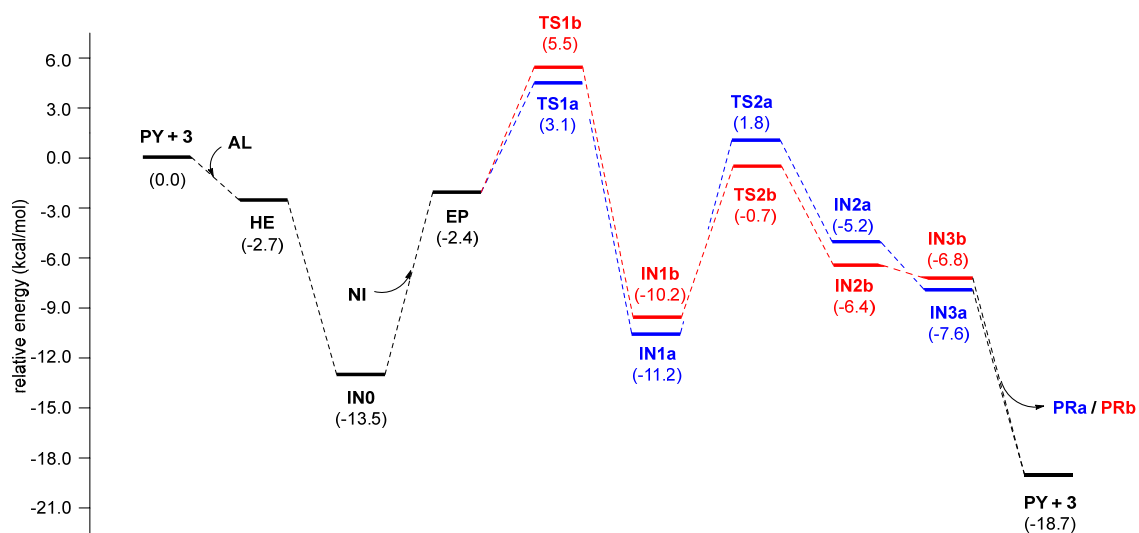 relative energy (kcal/mol)
6.0
3.0
0.0
-3.0
-6.0
-9.0
-12.0
-15.0
-18.0
-21.0
PY + 3
(0.0)
AL
HE
(-2.7)
IN0
(-13.5)
NI
EP
(-2.4)
TS1b
(5.5)
TS1a
(3.1)
IN1b
(-10.2)
IN1a
(-11.2)
TS2a
(1.8)
TS2b
(-0.7)
IN2a
(-5.2)
IN2b
(-6.4)
IN3b
(-6.8)
IN3a
(-7.6)
PRa / PRb
PY + 3
(-18.7)